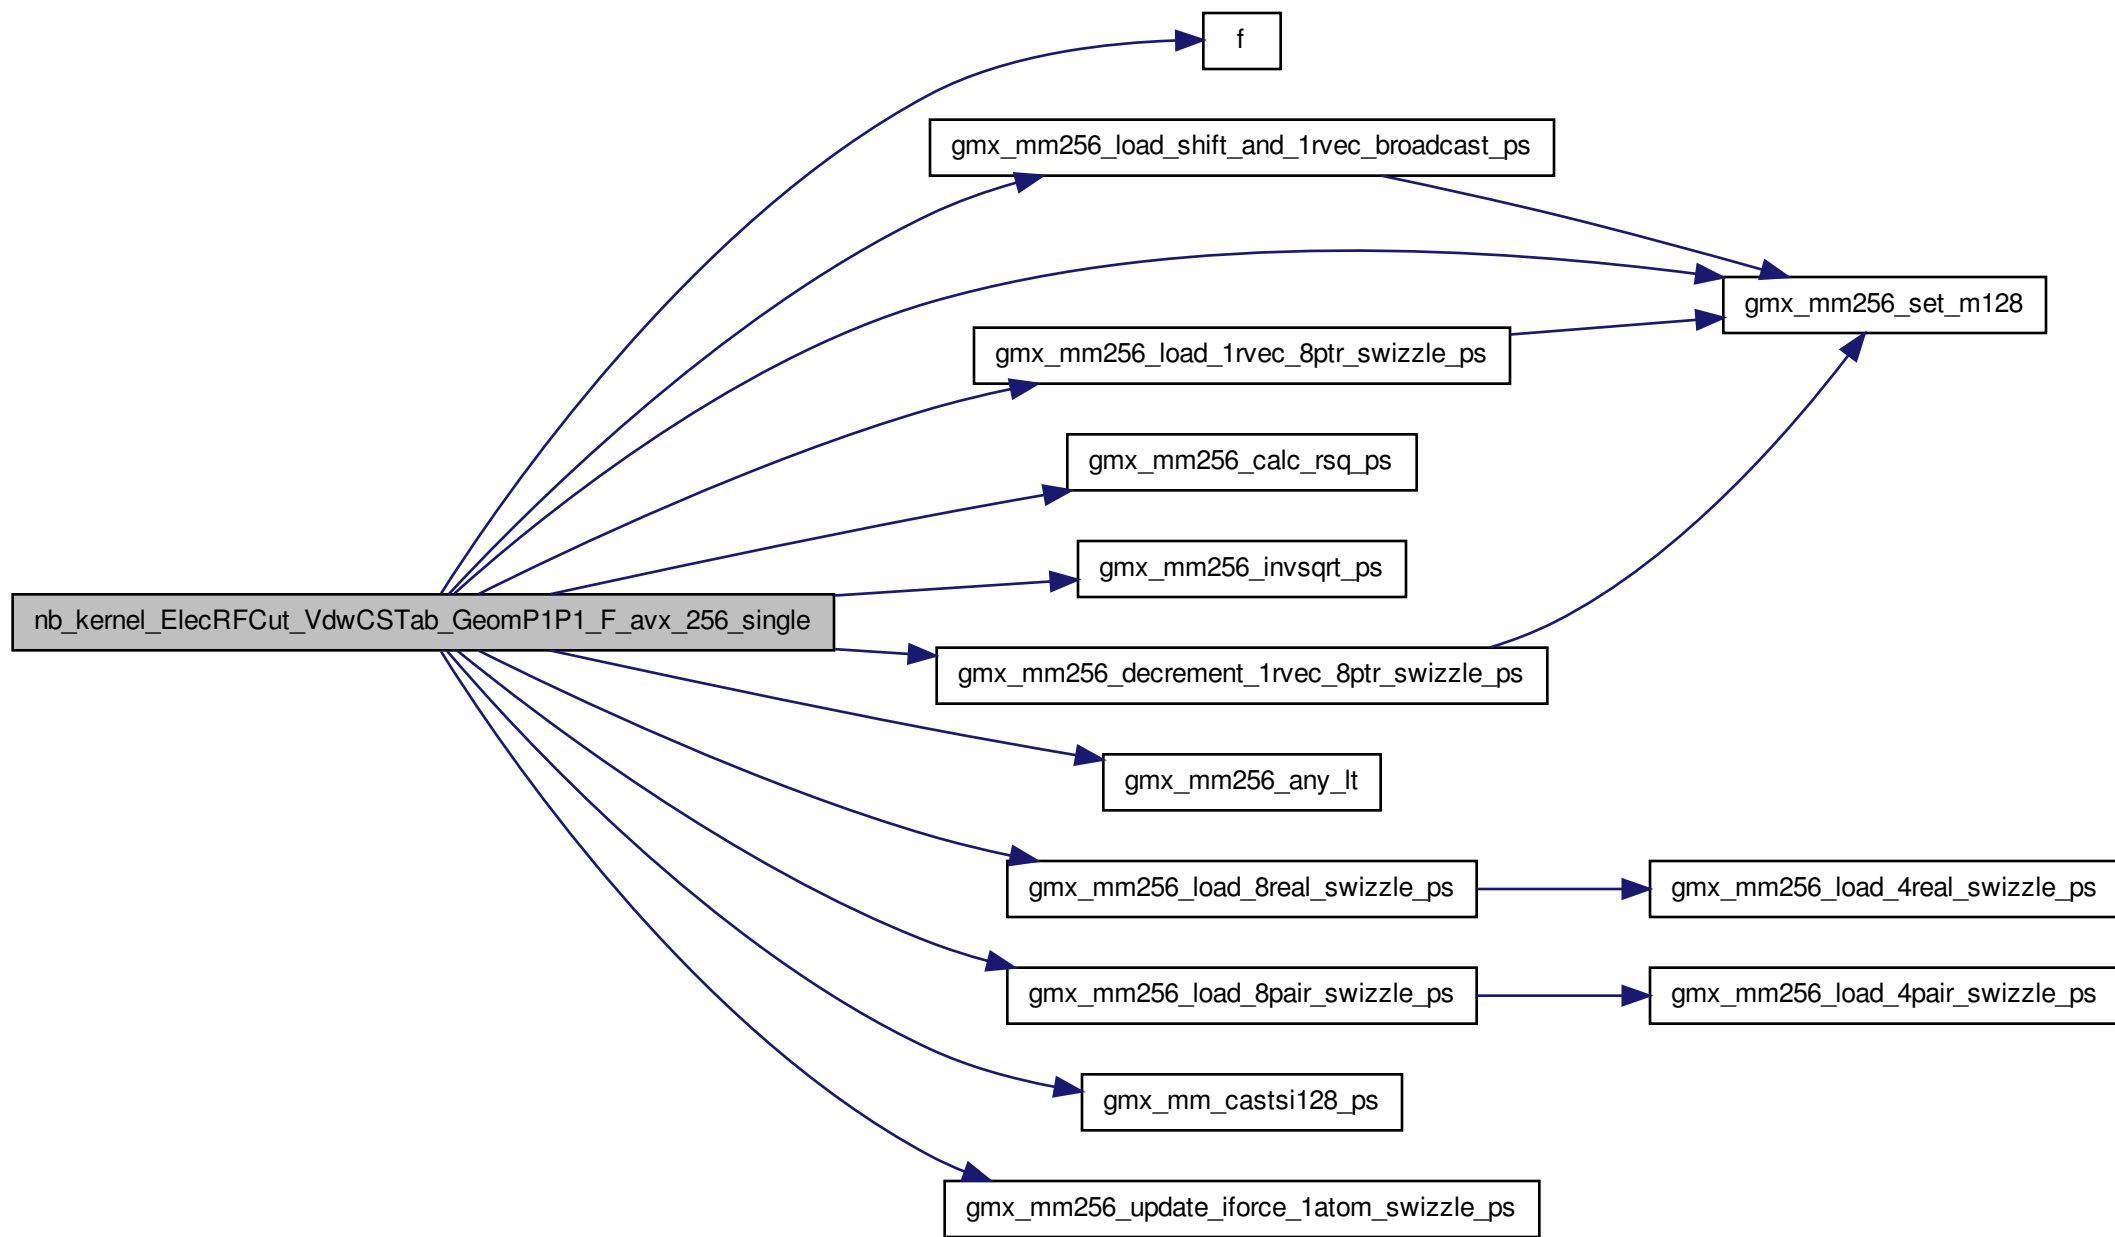 f
gmx_mm256_load_shift_and_1rvec_broadcast_ps
gmx_mm256_set_m128
gmx_mm256_load_1rvec_8ptr_swizzle_ps
gmx_mm256_calc_rsq_ps
gmx_mm256_invsqrt_ps
nb_kernel_ElecRFCut_VdwCSTab_GeomP1P1_F_avx_256_single
gmx_mm256_decrement_1rvec_8ptr_swizzle_ps
gmx_mm256_any_lt
gmx_mm256_load_8real_swizzle_ps
gmx_mm256_load_4real_swizzle_ps
gmx_mm256_load_8pair_swizzle_ps
gmx_mm256_load_4pair_swizzle_ps
gmx_mm_castsi128_ps
gmx_mm256_update_iforce_1atom_swizzle_ps